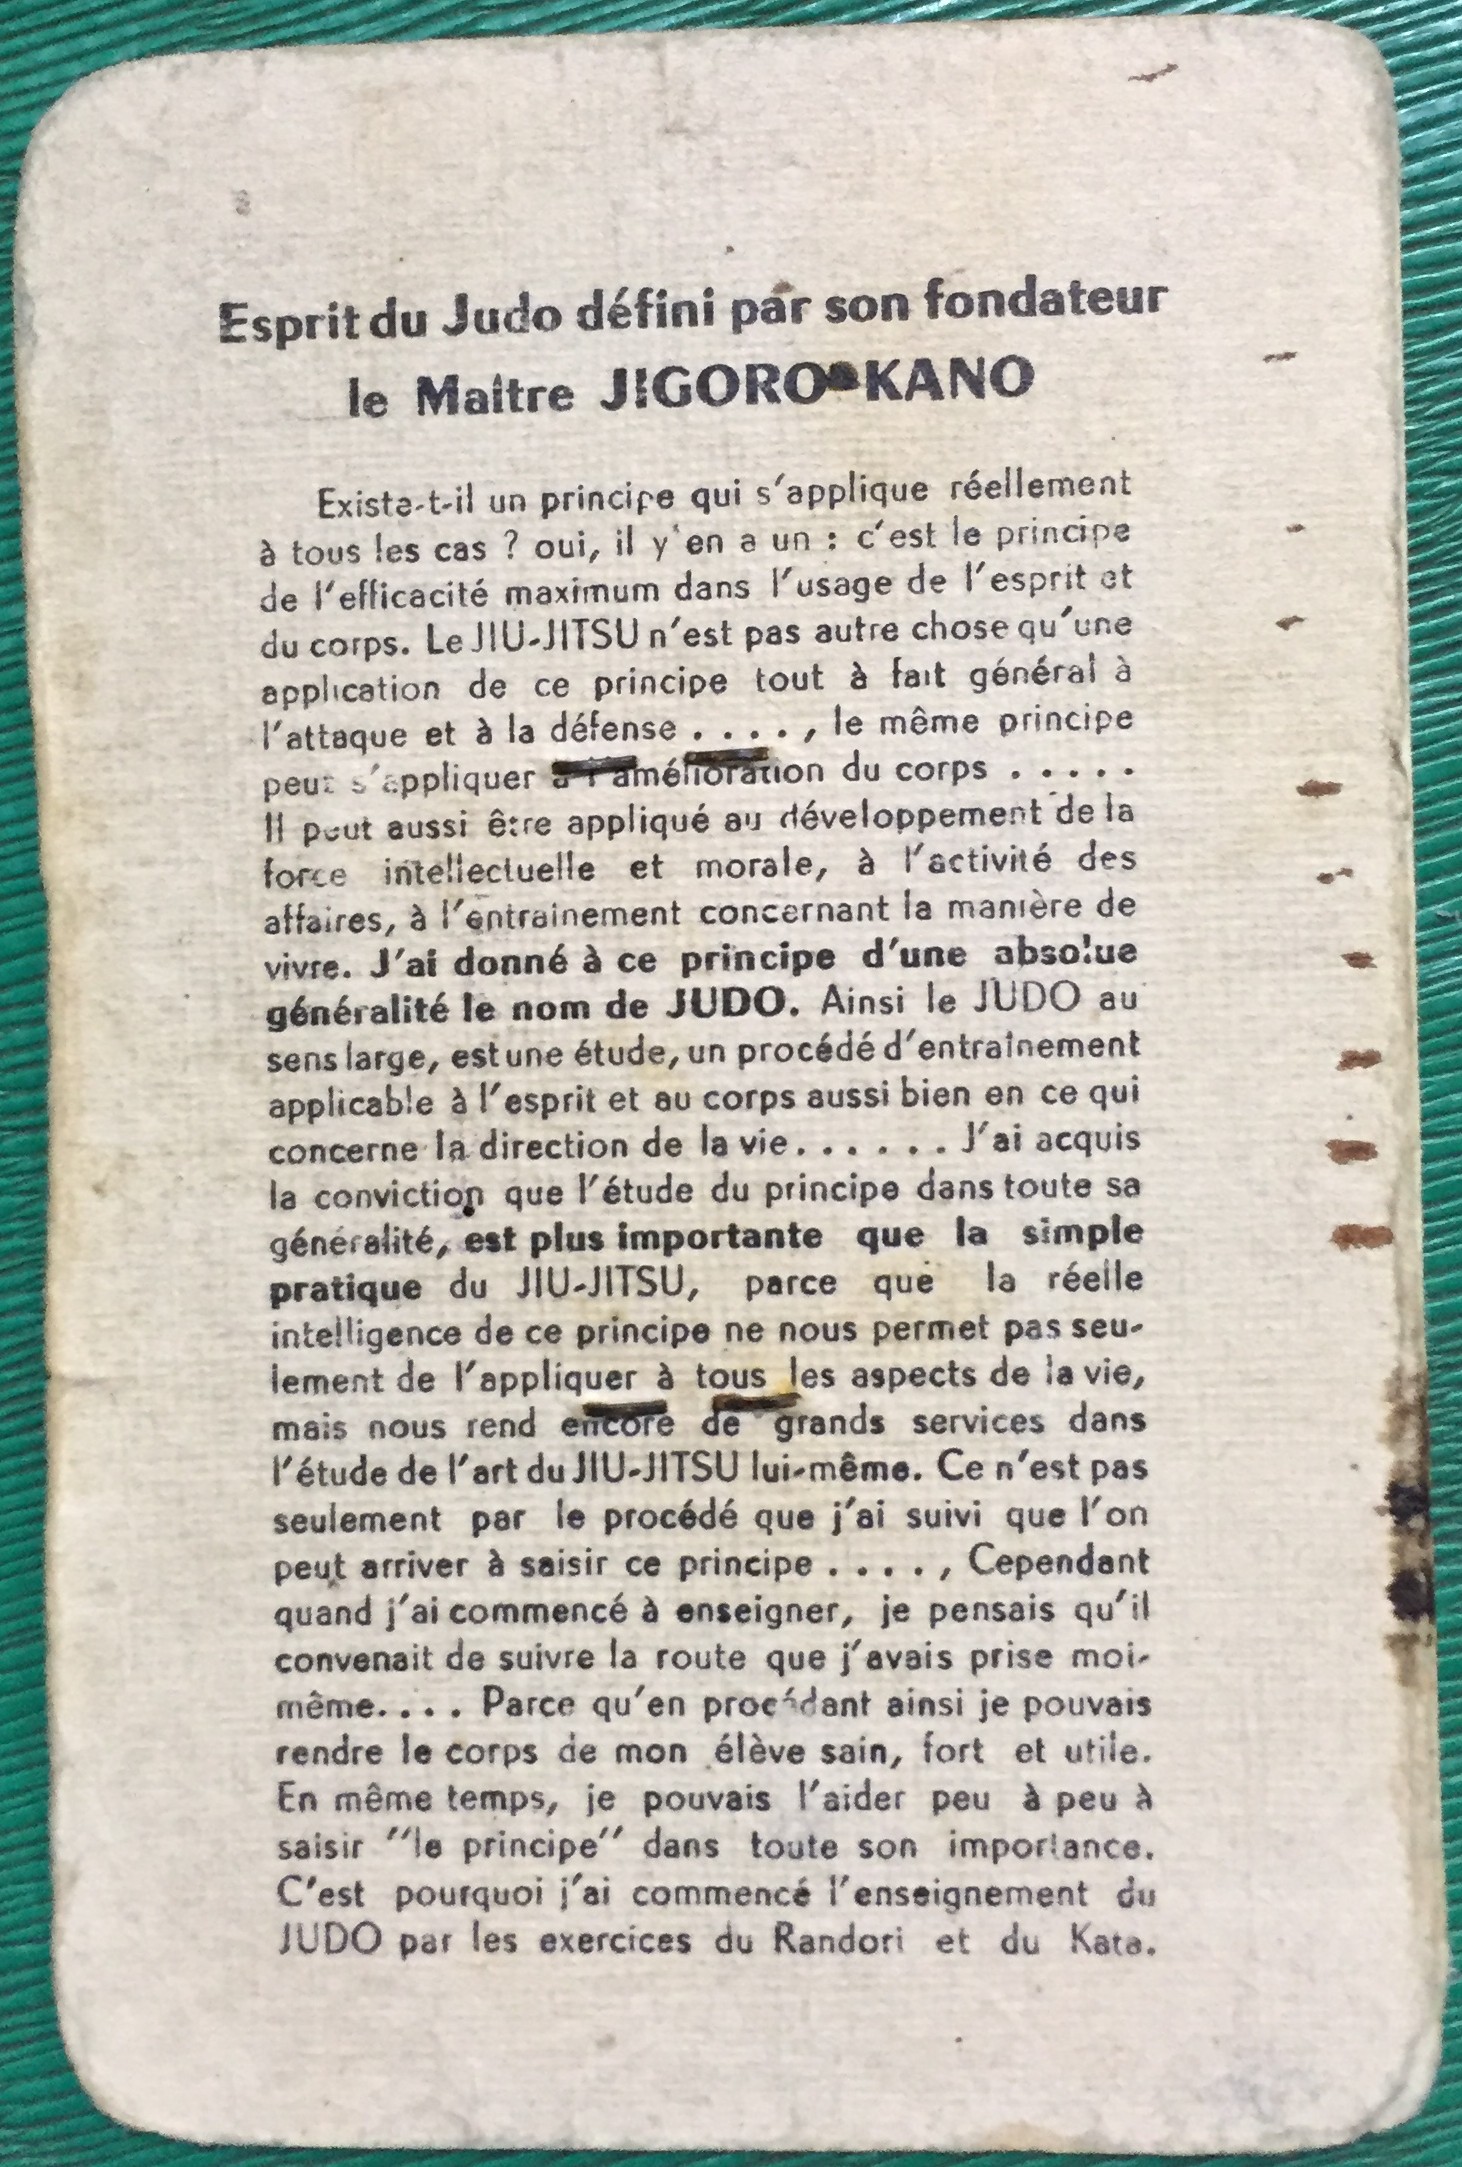 Esprit du Judo défini par son fondateur
le Maître JIGORO KANO
Existe-t-il un principe qui s'applique réellement
à tous les cas ? oui, il y'en a un : c'est le principe
de l'efficacité maximum dans l'usage de l'esprit et
du corps. Le JIU-JITSU n'est pas autre chose qu'une
application de ce principe tout à fait général à
l'attaque et à la défense . . . . , le même principe
peut s'appliquer à l'amélioration du corps . . . . .
Il peut aussi être appliqué au développement de la
force intellectuelle et morale, à l'activité des
affaires, à l'entrainement concernant la manière de
vivre. J'ai donné à ce principe d'une absolue
généralité le nom de JUDO. Ainsi le JUDO au
sens large, est une étude, un procédé d'entraînement
applicable à l'esprit et au corps aussi bien en ce qui
concerne la direction de la vie . . . . . . J'ai acquis
la conviction que l'étude du principe dans toute sa
généralité, est plus importante que la simple
pratique du JIU-JITSU, parce que la réelle
intelligence de ce principe ne nous permet pas seu-
lement de l'appliquer à tous les aspects de la vie,
mais nous rend encore de grands services dans
l'étude de l'art du JIU-JITSU lui-même. Ce n'est pas
seulement par le procédé que j'ai suivi que l'on
peut arriver à saisir ce principe . . . . , Cependant
quand j'ai commencé à enseigner, je pensais qu'il
convenait de suivre la route que j'avais prise moi-
même. . . . Parce qu'en procédant ainsi je pouvais
rendre le corps de mon élève sain, fort et utile.
En même temps, je pouvais l'aider peu à peu à
saisir "le principe" dans toute son importance.
C'est pourquoi j'ai commencé l'enseignement du
JUDO par les exercices du Randori et du Kata.